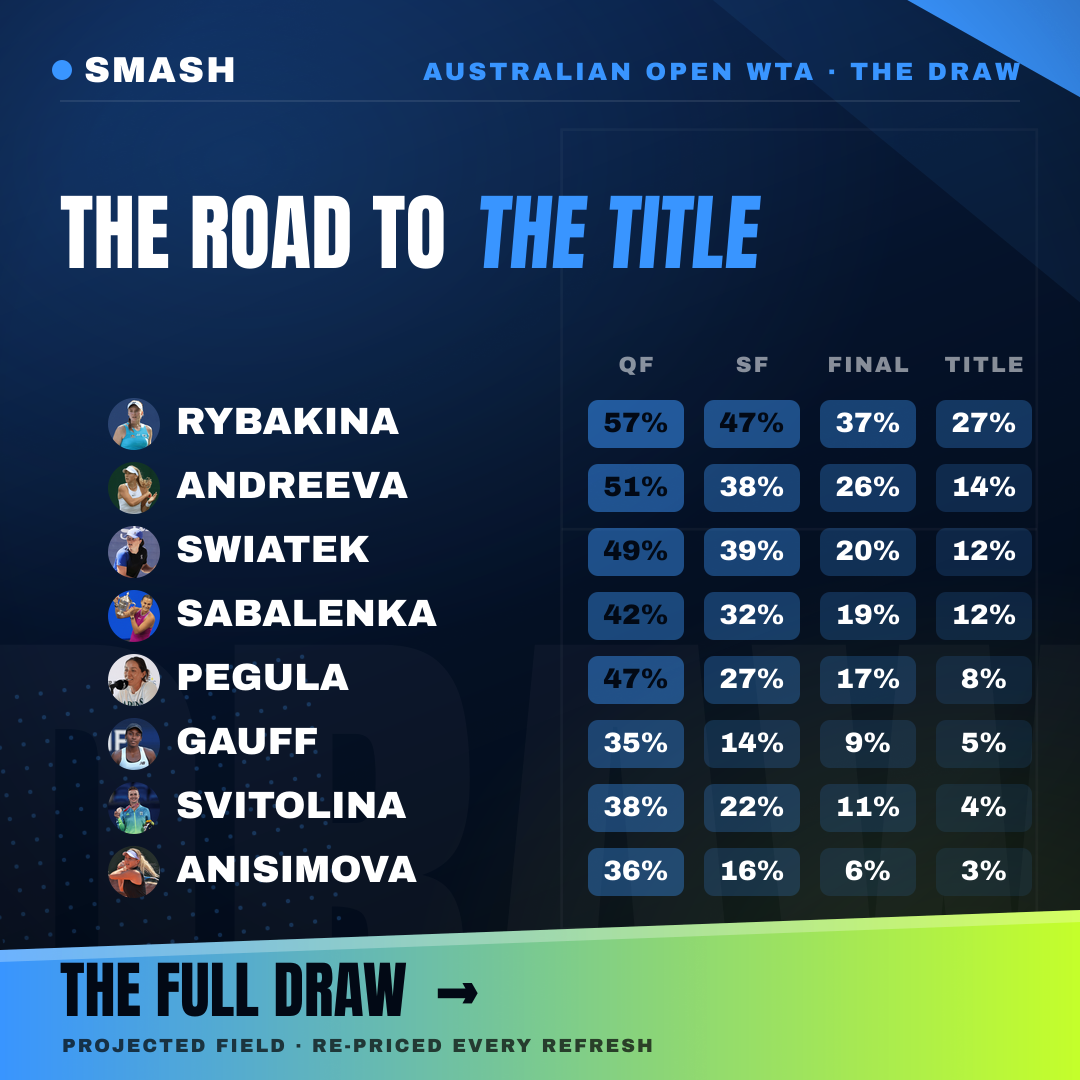 SMASH
AUSTRALIAN OPEN WTA · THE DRAW
THE ROAD TO THE TITLE
QF SF FINAL TITLE
RYBAKINA 57% 47% 37% 27%
ANDREEVA 51% 38% 26% 14%
SWIATEK 49% 39% 20% 12%
SABALENKA 42% 32% 19% 12%
PEGULA 47% 27% 17% 8%
GAUFF 35% 14% 9% 5%
SVITOLINA 38% 22% 11% 4%
ANISIMOVA 36% 16% 6% 3%
DRAW
THE FULL DRAW →
PROJECTED FIELD · RE-PRICED EVERY REFRESH